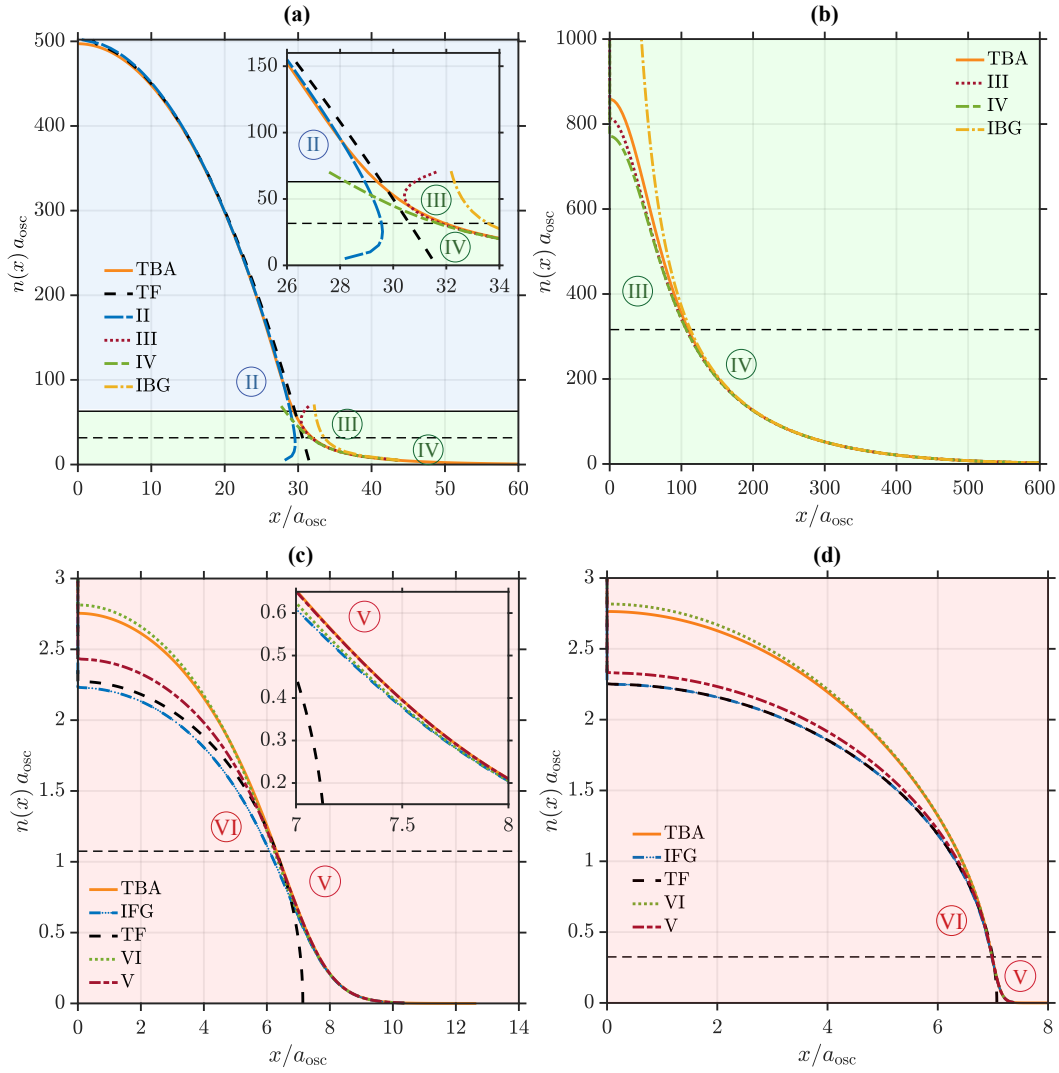 (a)
500
400
300
200
100
0
n(x) a_osc
0 10 20 30 40 50 60
x/a_osc
TBA
TF
II
III
IV
IBG
II
III
IV
150
100
50
0
26 28 30 32 34
II
III
IV
(b)
1000
800
600
400
200
0
n(x) a_osc
0 100 200 300 400 500 600
x/a_osc
TBA
III
IV
IBG
III
IV
(c)
3
2.5
2
1.5
1
0.5
0
n(x) a_osc
0 2 4 6 8 10 12 14
x/a_osc
TBA
IFG
TF
VI
V
VI
V
0.6
0.5
0.4
0.3
0.2
7 7.5 8
V
(d)
3
2.5
2
1.5
1
0.5
0
n(x) a_osc
0 2 4 6 8
x/a_osc
TBA
IFG
TF
VI
V
VI
V